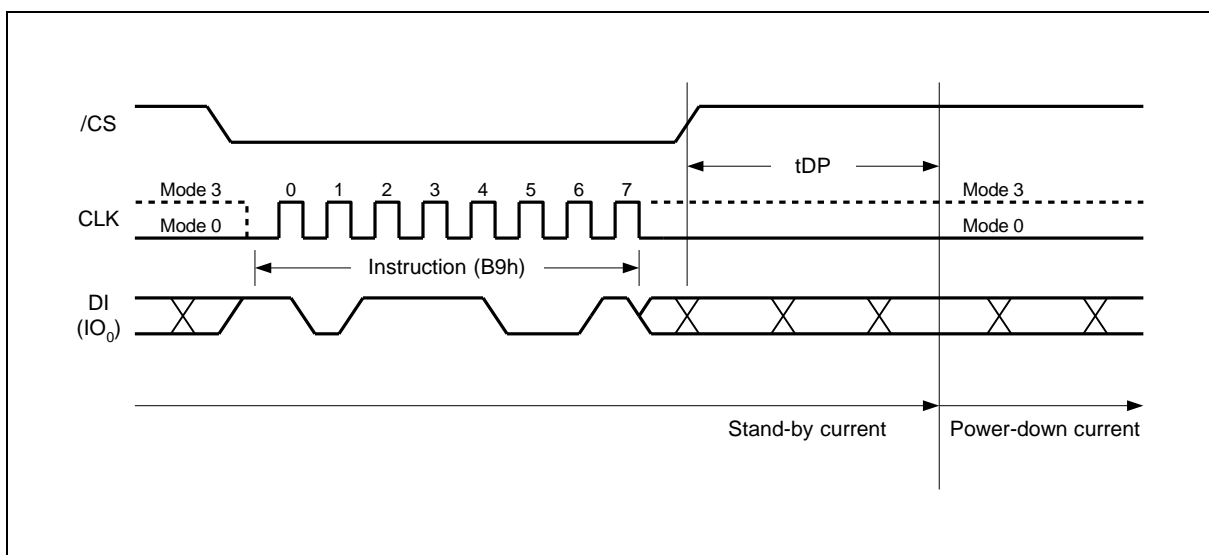 /CS
tDP
Mode 3 0 1 2 3 4 5 6 7 Mode 3
CLK
Mode 0 Mode 0
Instruction (B9h)
DI
(IO0)
Stand-by current Power-down current